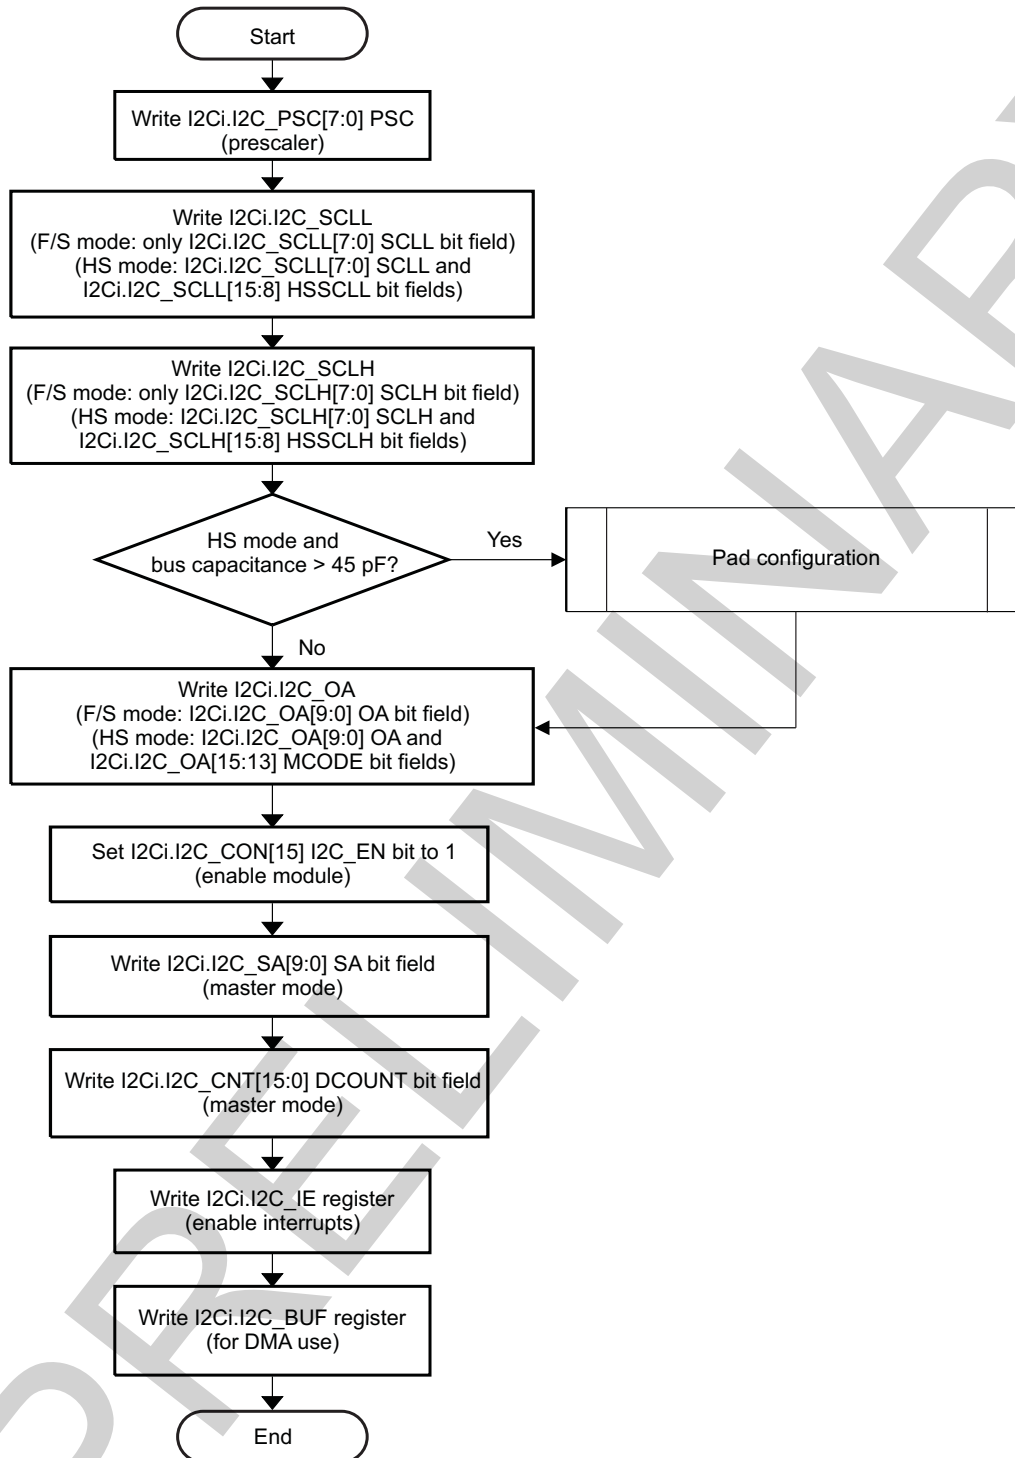 Start
Write I2Ci.I2C_PSC[7:0] PSC
(prescaler)
Write I2Ci.I2C_SCLL
(F/S mode: only I2Ci.I2C_SCLL[7:0] SCLL bit field)
(HS mode: I2Ci.I2C_SCLL[7:0] SCLL and
I2Ci.I2C_SCLL[15:8] HSSCLL bit fields)
Write I2Ci.I2C_SCLH
(F/S mode: only I2Ci.I2C_SCLH[7:0] SCLH bit field)
(HS mode: I2Ci.I2C_SCLH[7:0] SCLH and
I2Ci.I2C_SCLH[15:8] HSSCLH bit fields)
HS mode and
bus capacitance > 45 pF?
Yes
Pad configuration
No
Write I2Ci.I2C_OA
(F/S mode: I2Ci.I2C_OA[9:0] OA bit field)
(HS mode: I2Ci.I2C_OA[9:0] OA and
I2Ci.I2C_OA[15:13] MCODE bit fields)
Set I2Ci.I2C_CON[15] I2C_EN bit to 1
(enable module)
Write I2Ci.I2C_SA[9:0] SA bit field
(master mode)
Write I2Ci.I2C_CNT[15:0] DCOUNT bit field
(master mode)
Write I2Ci.I2C_IE register
(enable interrupts)
Write I2Ci.I2C_BUF register
(for DMA use)
End
PRELIMINARY